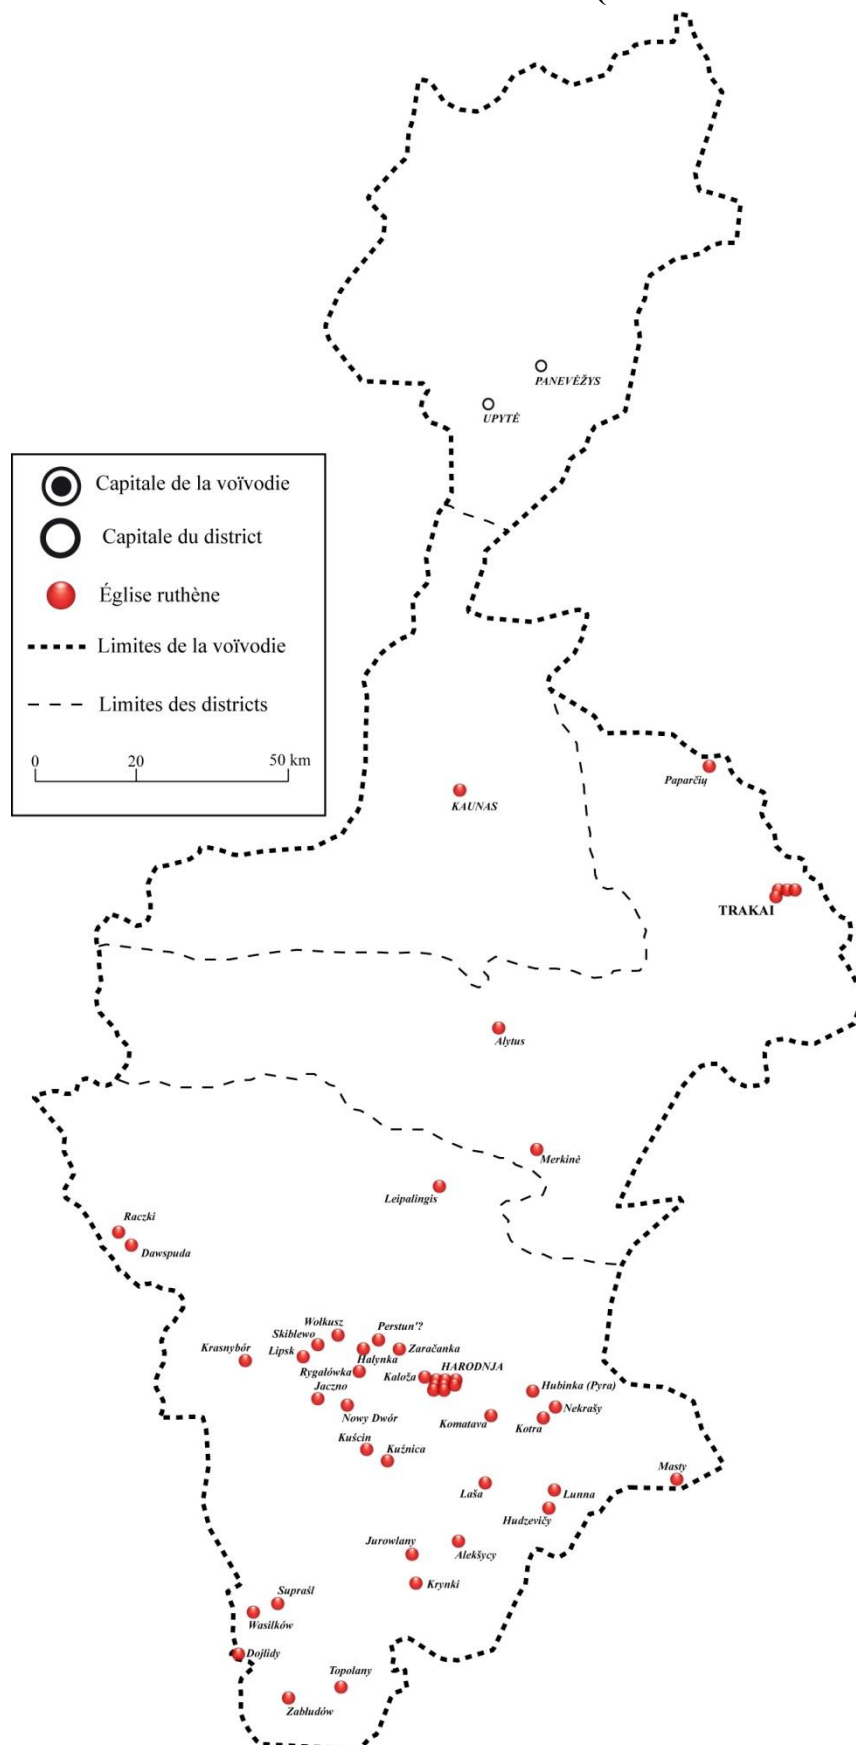 (
PANEVĖŽYS
UPYTĖ
Capitale de la voïvodie
Capitale du district
Église ruthène
Limites de la voïvodie
Limites des districts
0 20 50 km
Paparčių
KAUNAS
TRAKAI
Alytus
Merkinė
Leipalingis
Raczki
Dawspuda
Wołkusz
Perstun'?
Skiblewo
Zaračanka
Krasnybór
Lipsk
Halynka
HARODNJA
Rygałówka
Kaloža
Jaczno
Hubinka (Pyra)
Nowy Dwór
Nekrašy
Komatava
Kotra
Kuścin
Kuźnica
Masty
Laša
Lunna
Hudzevičy
Jurowlany
Alekšycy
Krynki
Supraśl
Wasilków
Dojlidy
Topolany
Zabłudów